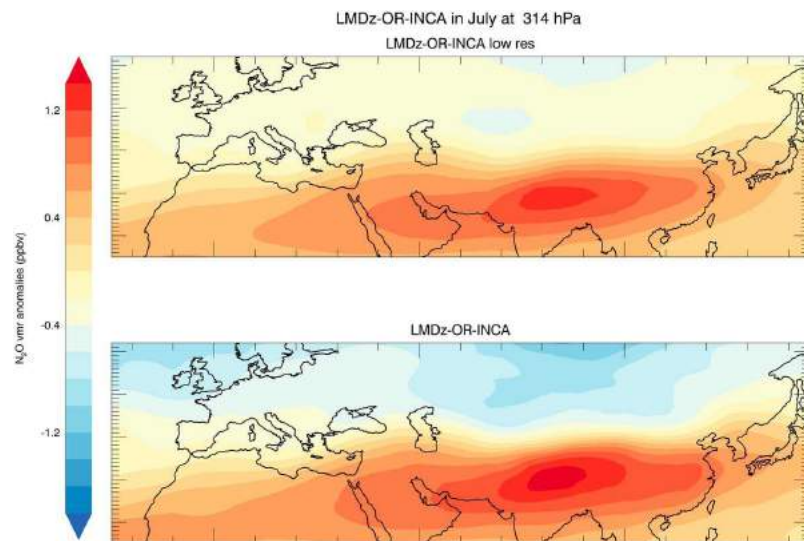 LMDz-OR-INCA in July at 314 hPa
LMDz-OR-INCA low res
1.2
0.4
-0.4
-1.2
N₂O vmr anomalies (ppbv)
LMDz-OR-INCA